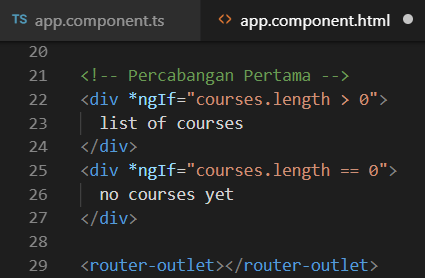 TS app.component.ts <> app.component.html
20
21 <!-- Percabangan Pertama -->
22 <div *ngIf="courses.length > 0">
23 list of courses
24 </div>
25 <div *ngIf="courses.length == 0">
26 no courses yet
27 </div>
28
29 <router-outlet></router-outlet>